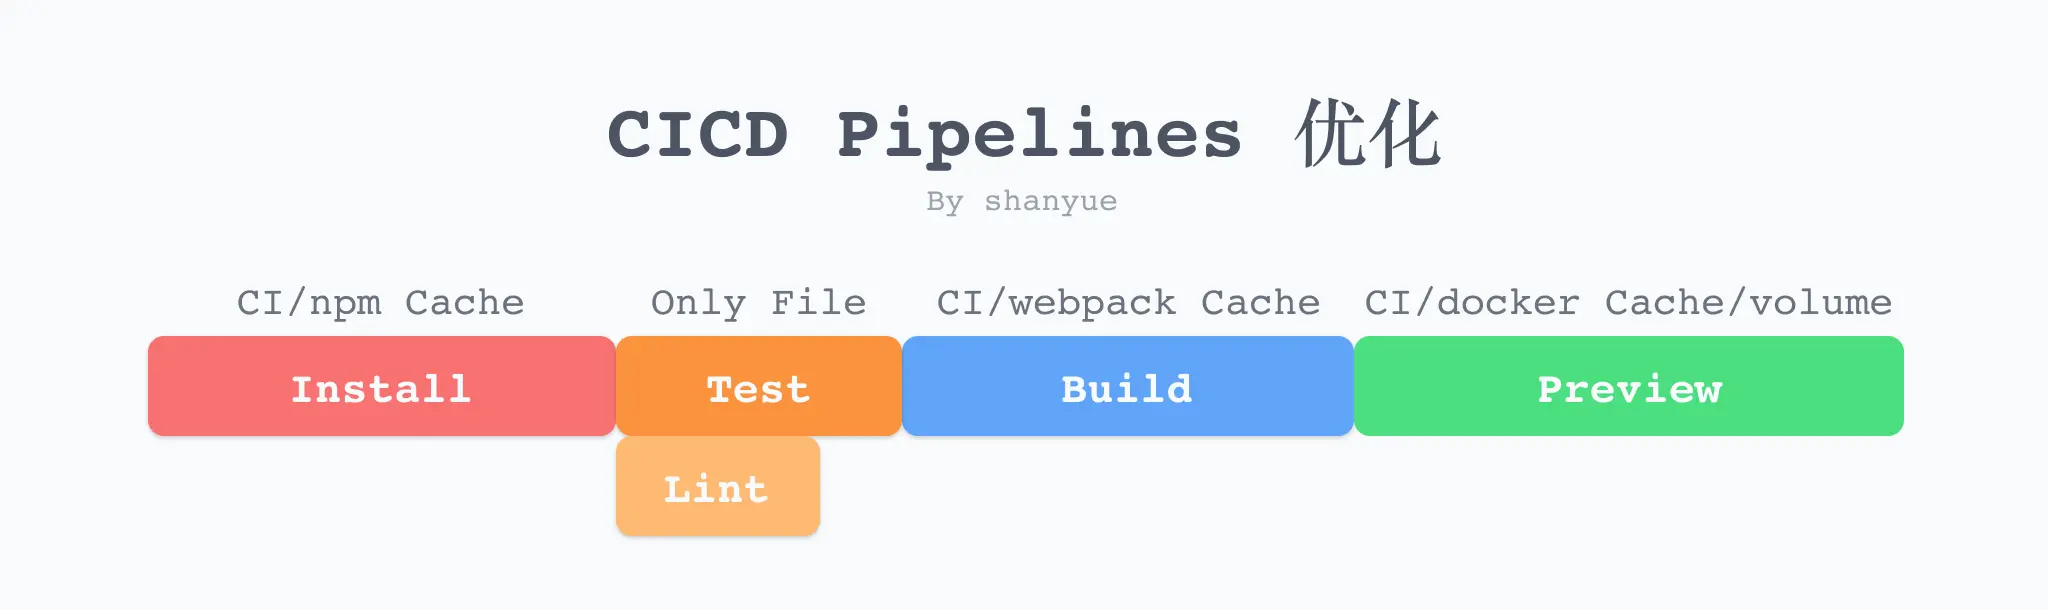 CICD Pipelines 优化
By shanyue
CI/npm Cache Only File CI/webpack Cache CI/docker Cache/volume
Install Test Build Preview
Lint